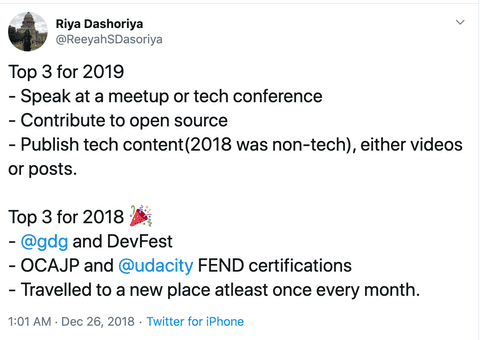 Riya Dashoriya
@ReeyahSDasoriya
Top 3 for 2019
- Speak at a meetup or tech conference
- Contribute to open source
- Publish tech content(2018 was non-tech), either videos
or posts.
Top 3 for 2018 🎉
- @gdg and DevFest
- OCAJP and @udacity FEND certifications
- Travelled to a new place atleast once every month.
1:01 AM · Dec 26, 2018 · Twitter for iPhone